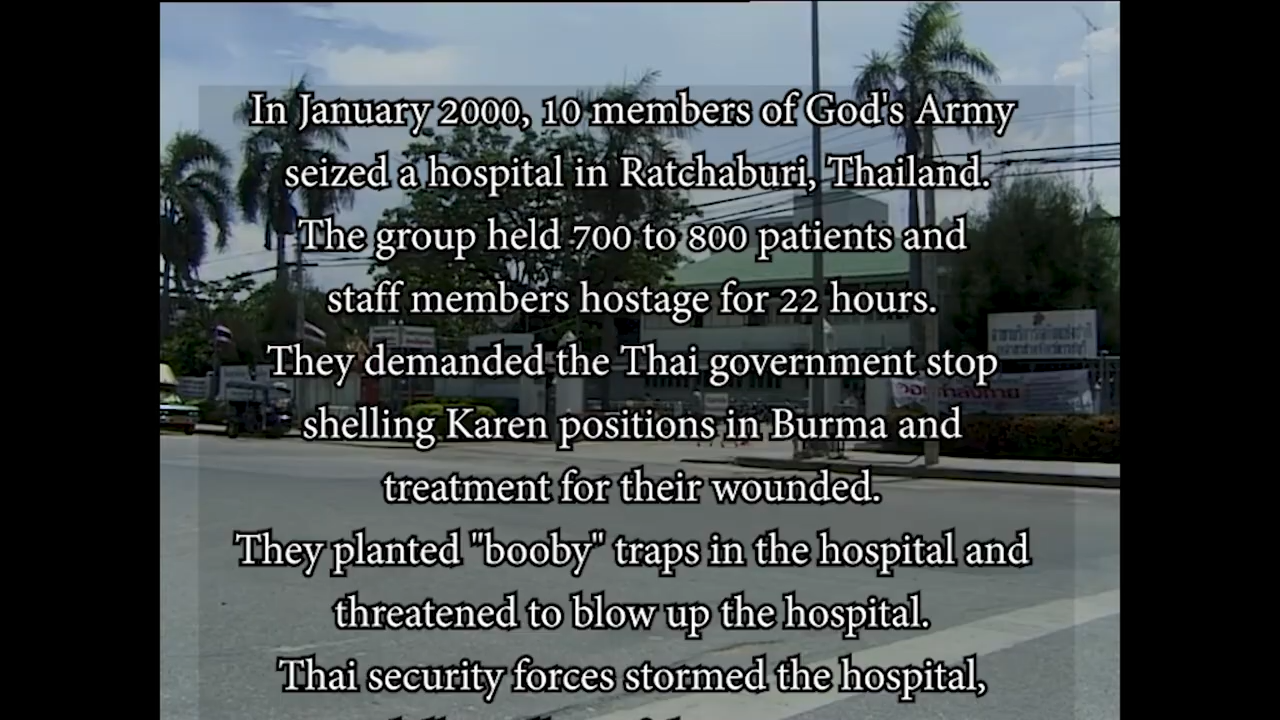 In January 2000, 10 members of God's Army
seized a hospital in Ratchaburi, Thailand.
The group held 700 to 800 patients and
staff members hostage for 22 hours.
They demanded the Thai government stop
shelling Karen positions in Burma and
treatment for their wounded.
They planted "booby" traps in the hospital and
threatened to blow up the hospital.
Thai security forces stormed the hospital,